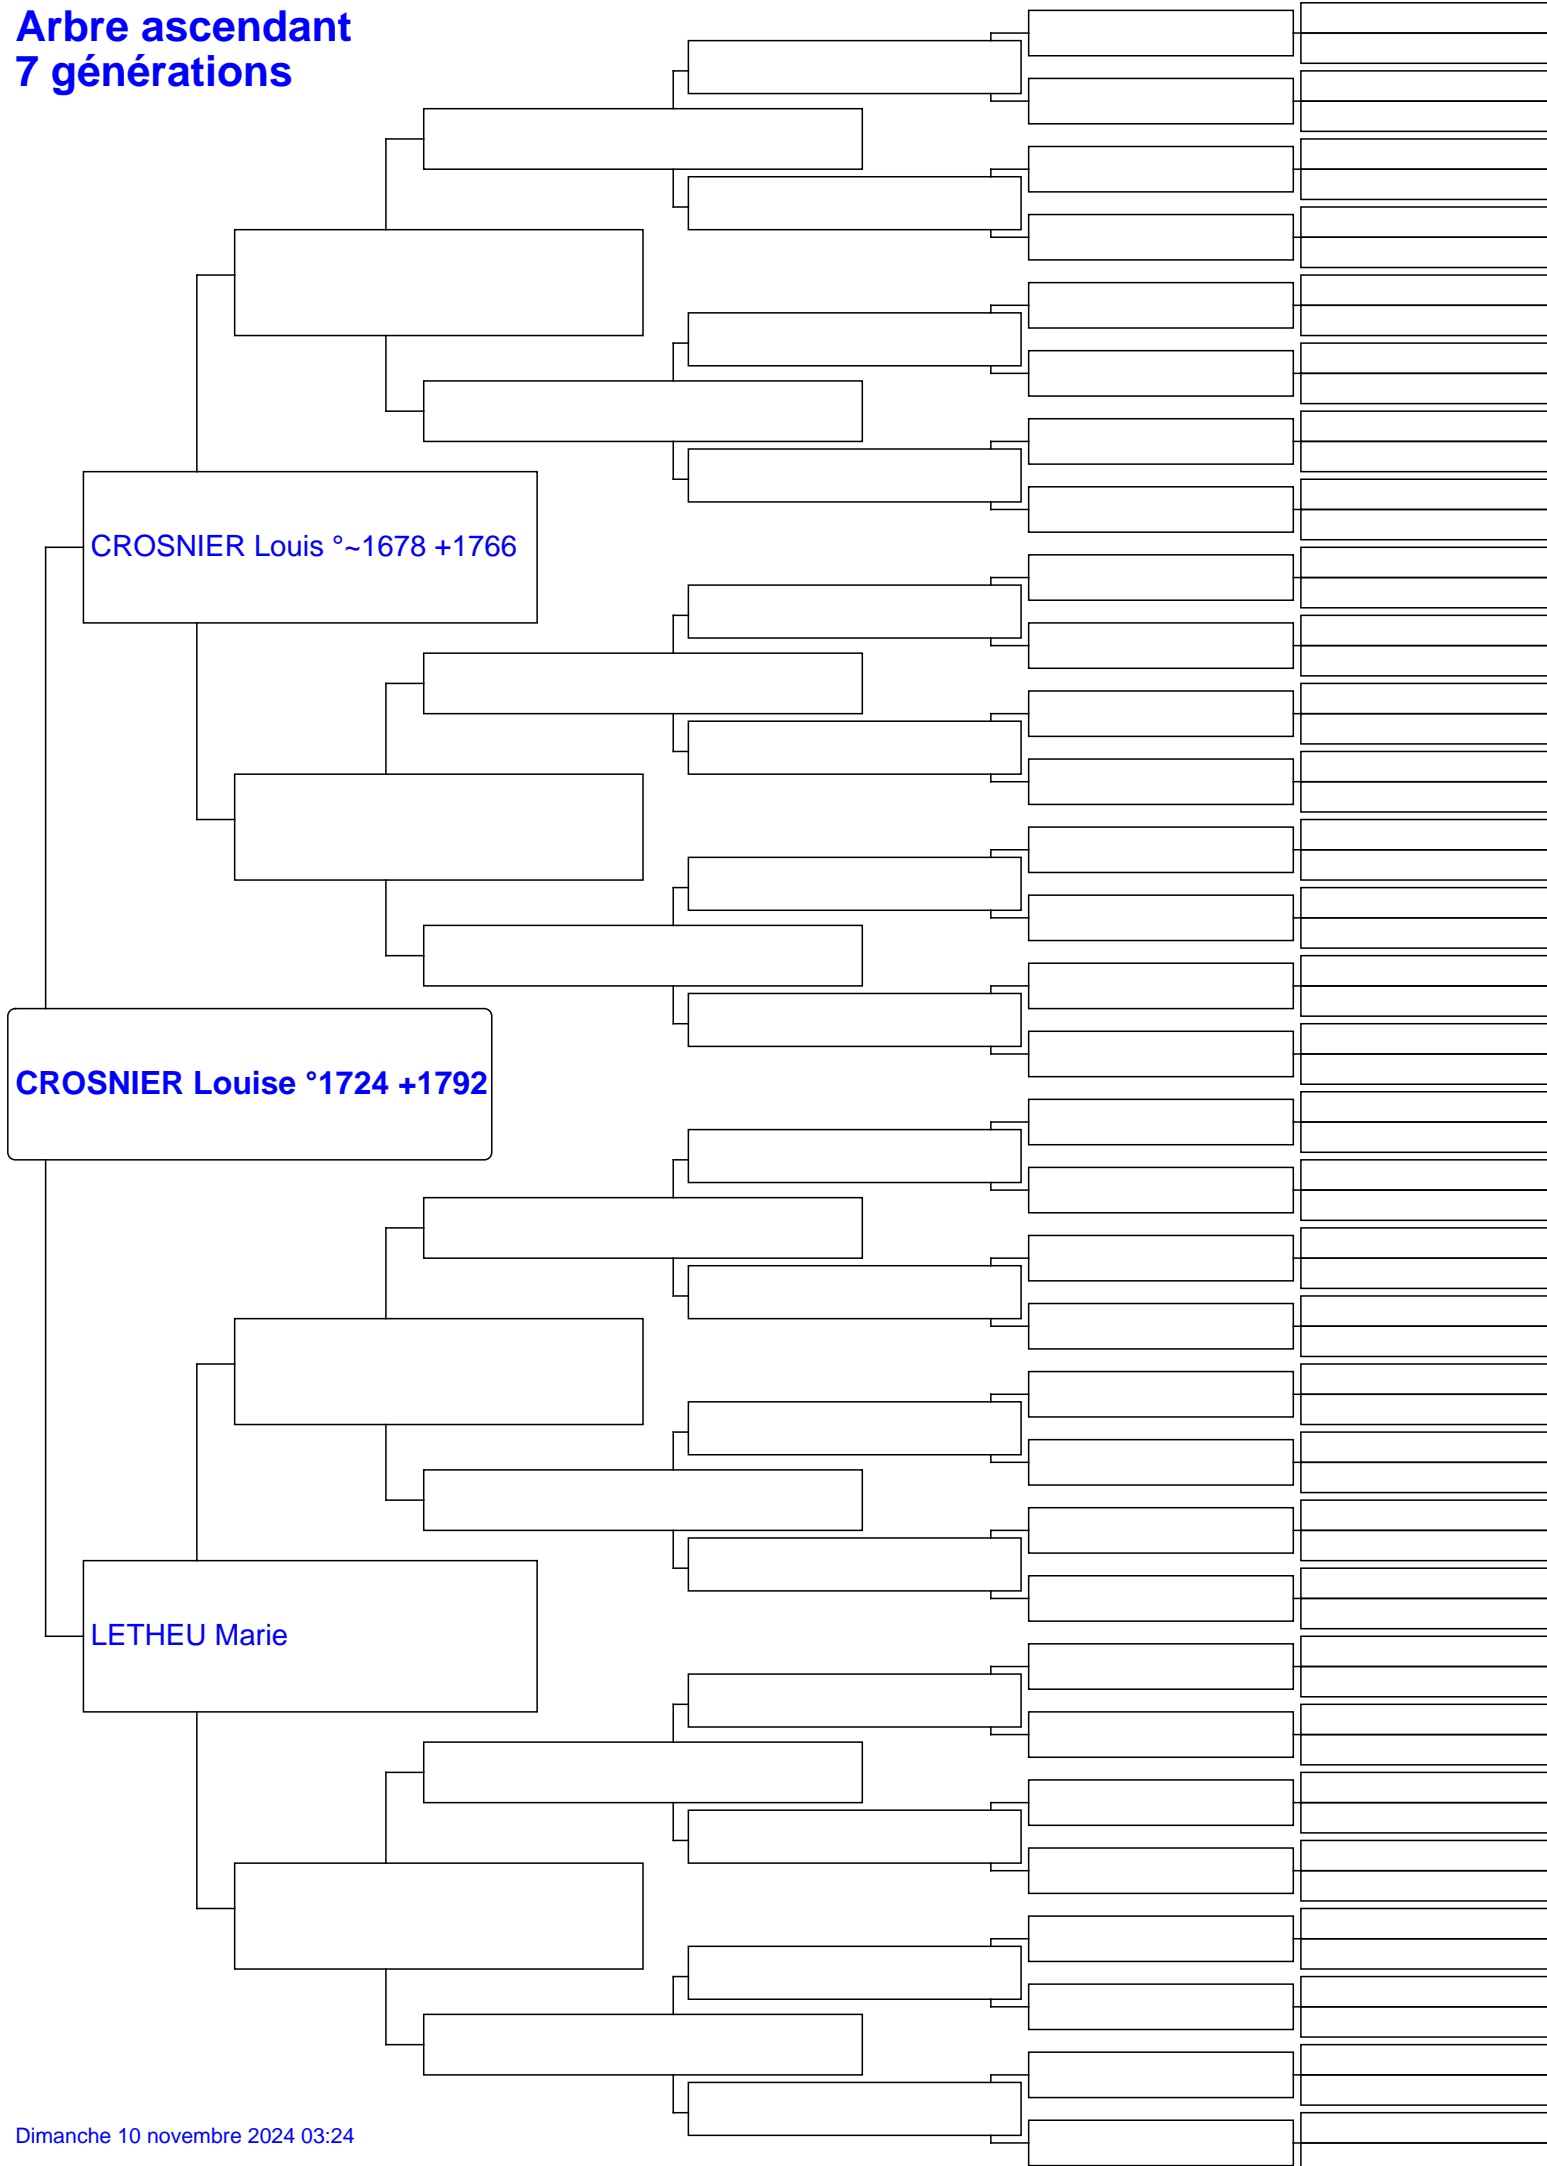 Arbre ascendant
7 générations
CROSNIER Louis °~1678 +1766
CROSNIER Louise °1724 +1792
LETHEU Marie
Dimanche 10 novembre 2024 03:24